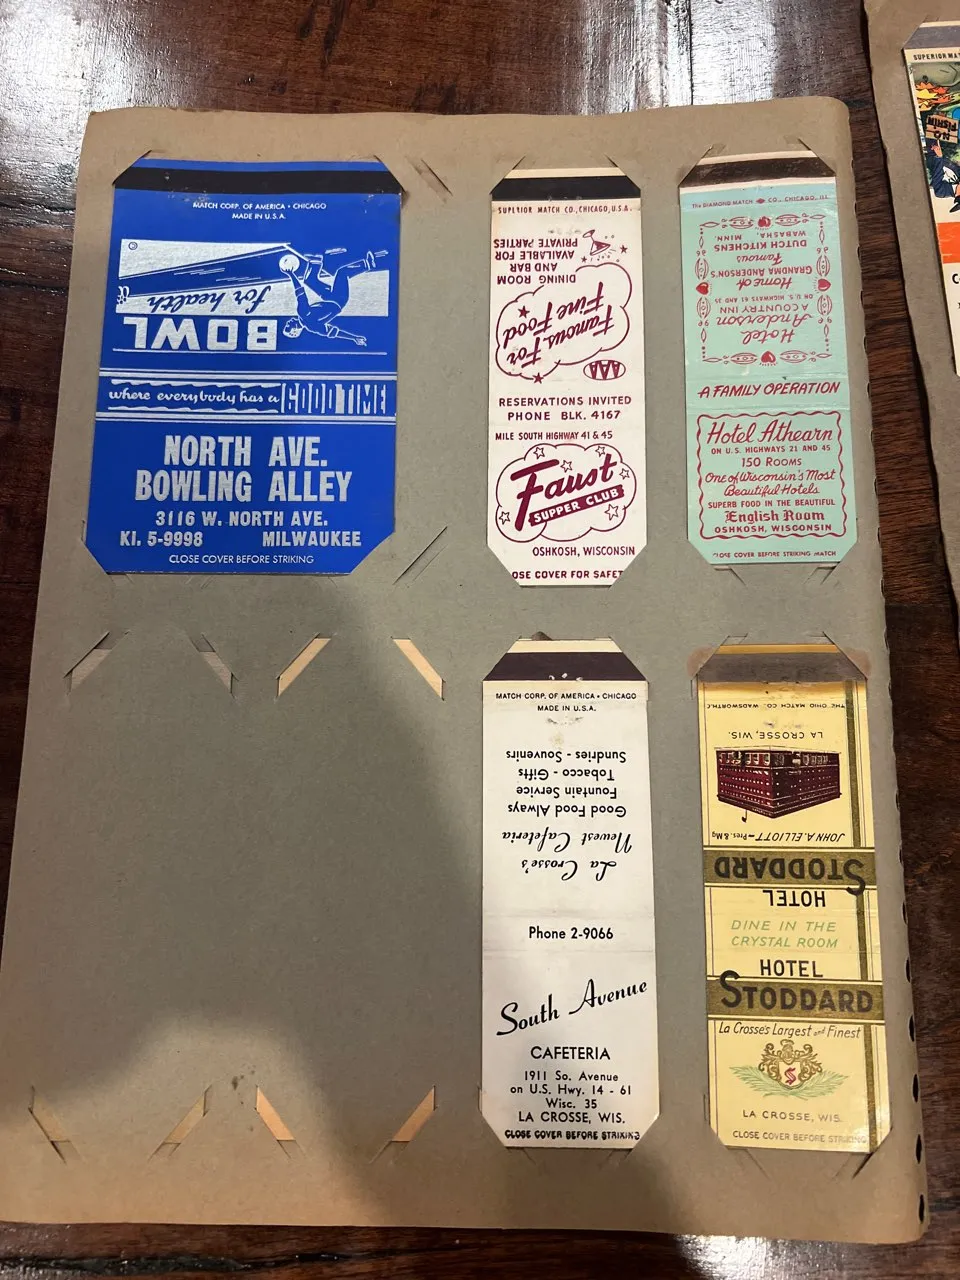 MATCH CORP. OF AMERICA • CHICAGO
MADE IN U.S.A.
BOWL
for health
where everybody has a GOOD TIME
NORTH AVE.
BOWLING ALLEY
3116 W. NORTH AVE.
KI. 5-9998 MILWAUKEE
CLOSE COVER BEFORE STRIKING
SUPERIOR MATCH CO., CHICAGO, U.S.A.
Famous For
Fine Food
AAA
DINING ROOM
AND BAR
AVAILABLE FOR
PRIVATE PARTIES
RESERVATIONS INVITED
PHONE BLK. 4167
MILE SOUTH HIGHWAY 41 & 45
Faust
SUPPER CLUB
OSHKOSH, WISCONSIN
OSE COVER FOR SAFET
The DIAMOND MATCH CO., CHICAGO, ILL
Hotel
Anderson
A COUNTRY INN
ON U.S. HIGHWAYS 61 AND 35
Home of
GRANDMA ANDERSON'S
Famous
DUTCH KITCHENS
WABASHA, MINN.
A FAMILY OPERATION
Hotel Athearn
ON U.S. HIGHWAYS 21 AND 45
150 ROOMS
One of Wisconsin's Most
Beautiful Hotels
SUPERB FOOD IN THE BEAUTIFUL
English Room
OSHKOSH, WISCONSIN
CLOSE COVER BEFORE STRIKING MATCH
MATCH CORP. OF AMERICA • CHICAGO
MADE IN U.S.A.
La Crosse's
Newest Cafeteria
Good Food Always
Fountain Service
Tobacco - Gifts
Sundries - Souvenirs
Phone 2-9066
South Avenue
CAFETERIA
1911 So. Avenue
on U.S. Hwy. 14 - 61
Wisc. 35
LA CROSSE, WIS.
CLOSE COVER BEFORE STRIKING
THE OHIO MATCH CO. WADSWORTH, O
HOTEL
STODDARD
JOHN A. ELLIOTT - Pres. & Mg
LA CROSSE, WIS.
DINE IN THE
CRYSTAL ROOM
HOTEL
STODDARD
La Crosse's Largest and Finest
S
LA CROSSE, WIS.
CLOSE COVER BEFORE STRIKING
SUPERIOR MA
NO
FISHIN